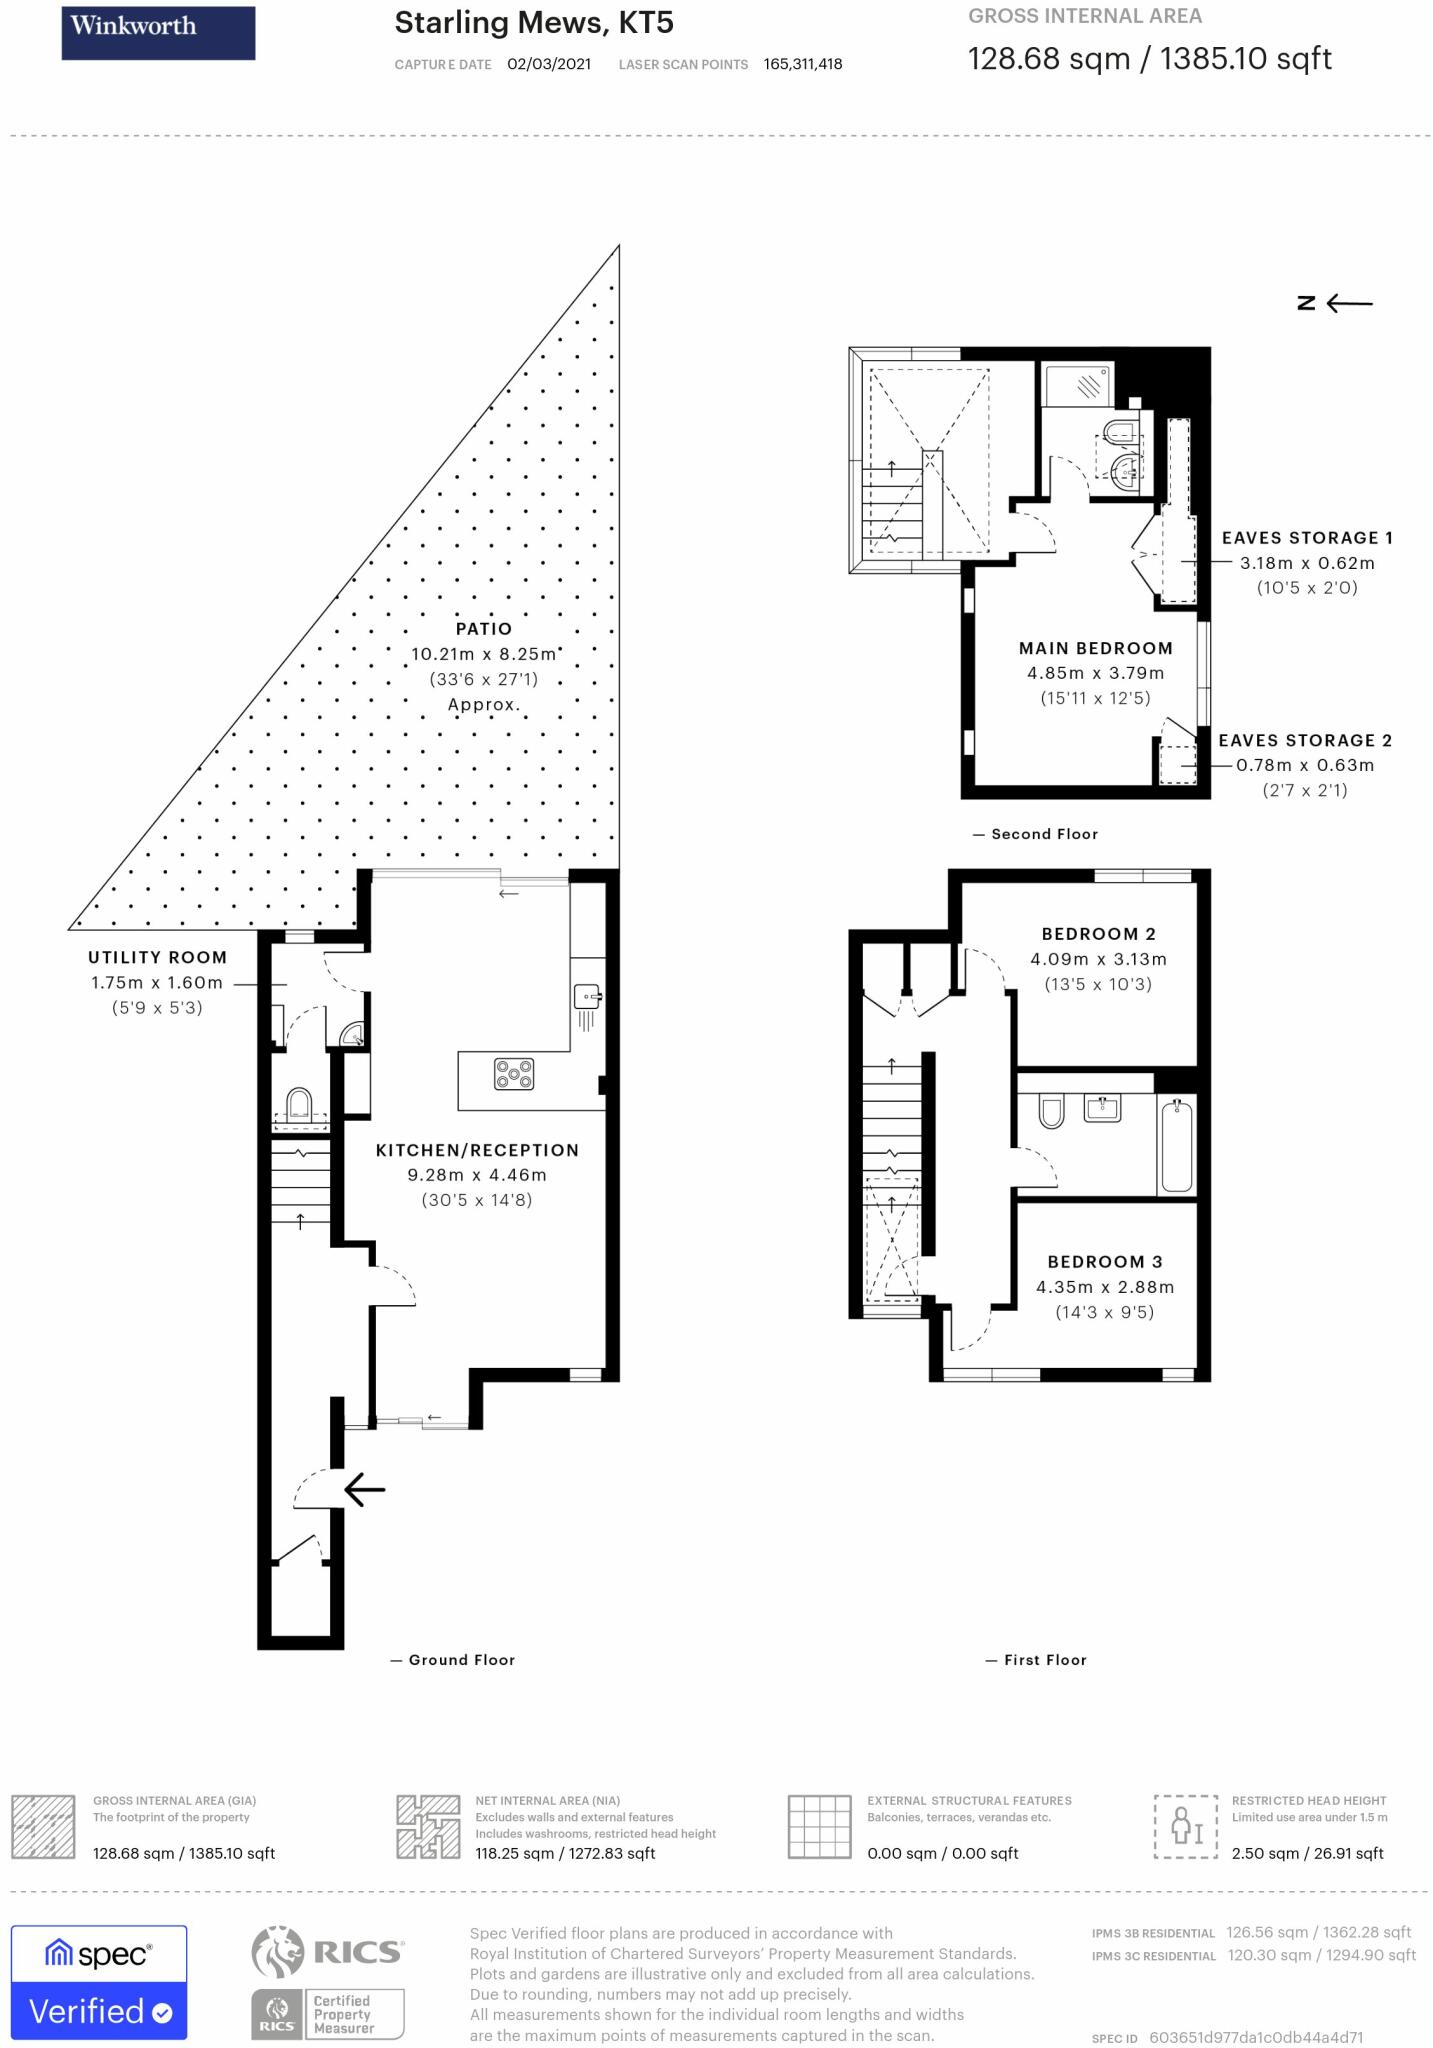 Winkworth
Starling Mews, KT5
CAPTURE DATE 02/03/2021 LASER SCAN POINTS 165,311,418
GROSS INTERNAL AREA
128.68 sqm / 1385.10 sqft
N
PATIO
10.21m x 8.25m
(33'6 x 27'1)
Approx.
EAVES STORAGE 1
3.18m x 0.62m
(10'5 x 2'0)
MAIN BEDROOM
4.85m x 3.79m
(15'11 x 12'5)
EAVES STORAGE 2
0.78m x 0.63m
(2'7 x 2'1)
— Second Floor
UTILITY ROOM
1.75m x 1.60m
(5'9 x 5'3)
KITCHEN/RECEPTION
9.28m x 4.46m
(30'5 x 14'8)
BEDROOM 2
4.09m x 3.13m
(13'5 x 10'3)
BEDROOM 3
4.35m x 2.88m
(14'3 x 9'5)
— Ground Floor
— First Floor
GROSS INTERNAL AREA (GIA)
The footprint of the property
128.68 sqm / 1385.10 sqft
NET INTERNAL AREA (NIA)
Excludes walls and external features
Includes washrooms, restricted head height
118.25 sqm / 1272.83 sqft
EXTERNAL STRUCTURAL FEATURES
Balconies, terraces, verandas etc.
0.00 sqm / 0.00 sqft
RESTRICTED HEAD HEIGHT
Limited use area under 1.5 m
2.50 sqm / 26.91 sqft
spec®
Verified
RICS®
RICS
Certified
Property
Measurer
Spec Verified floor plans are produced in accordance with
Royal Institution of Chartered Surveyors' Property Measurement Standards.
Plots and gardens are illustrative only and excluded from all area calculations.
Due to rounding, numbers may not add up precisely.
All measurements shown for the individual room lengths and widths
are the maximum points of measurements captured in the scan.
IPMS 3B RESIDENTIAL 126.56 sqm / 1362.28 sqft
IPMS 3C RESIDENTIAL 120.30 sqm / 1294.90 sqft
SPEC ID 603651d977da1c0db44a4d71